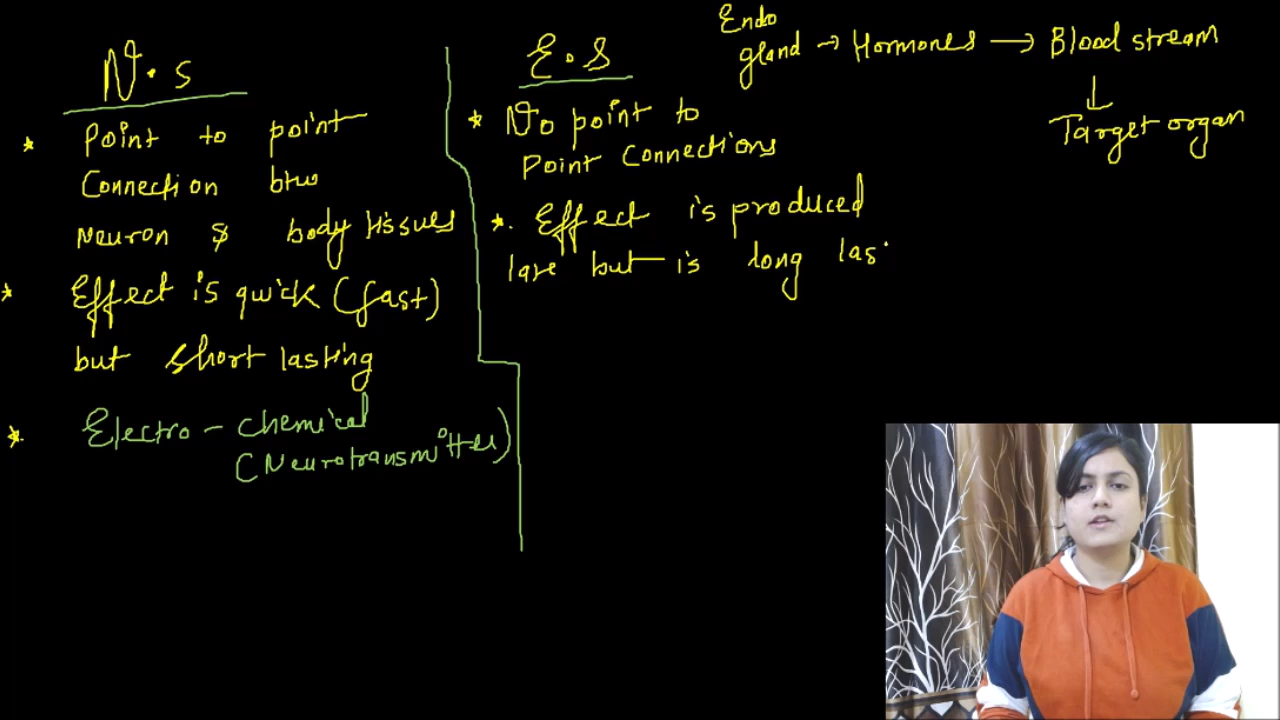 N.S
* Point to point
Connection btw
Neuron & body tissues
* Effect is quick (fast)
but short lasting
* Electro - chemical
(Neurotransmitter)
E.S
* No point to
Point Connections
*. Effect is produced
late but is long las
Endo
gland → Hormones → Blood stream
↓
Target organ